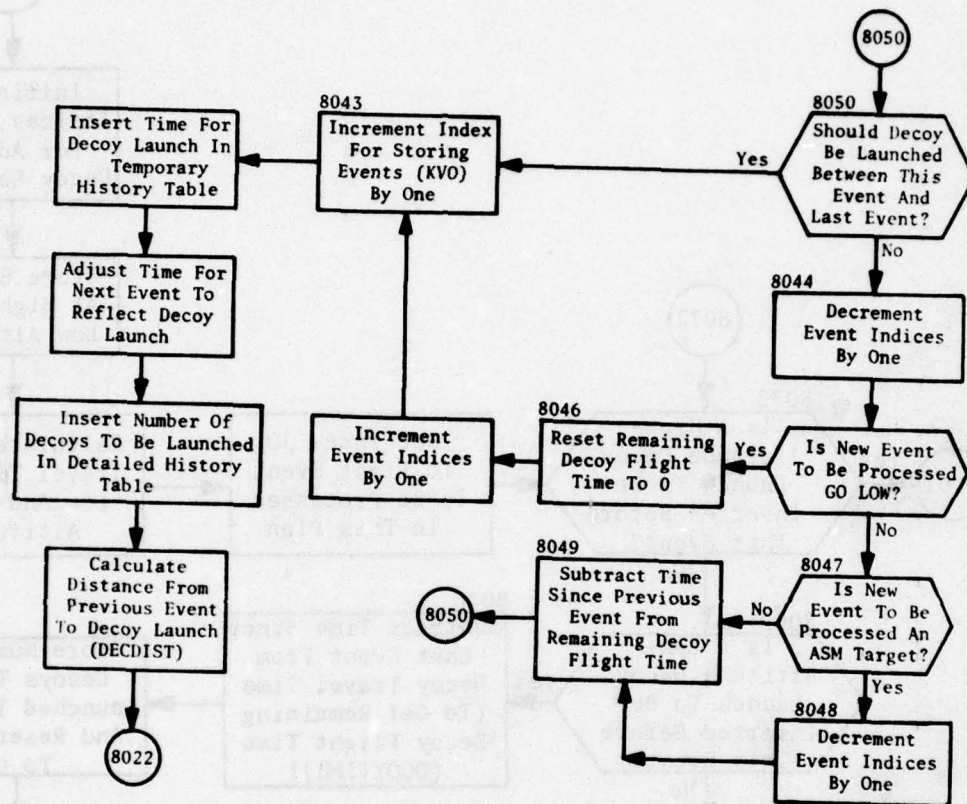 8050
8050
Should Decoy
Be Launched
Between This
Event And
Last Event?
Yes
No
8043
Increment Index
For Storing
Events (KVO)
By One
Insert Time For
Decoy Launch In
Temporary
History Table
Adjust Time For
Next Event To
Reflect Decoy
Launch
Insert Number Of
Decoys To Be Launched
In Detailed History
Table
Calculate
Distance From
Previous Event
To Decoy Launch
(DECDIST)
8022
8044
Decrement
Event Indices
By One
Is New Event
To Be Processed
GO LOW?
Yes
No
8046
Reset Remaining
Decoy Flight
Time To 0
Increment
Event Indices
By One
8047
Is New
Event To Be
Processed An
ASM Target?
No
Yes
8049
Subtract Time
Since Previous
Event From
Remaining Decoy
Flight Time
8050
8048
Decrement
Event Indices
By One